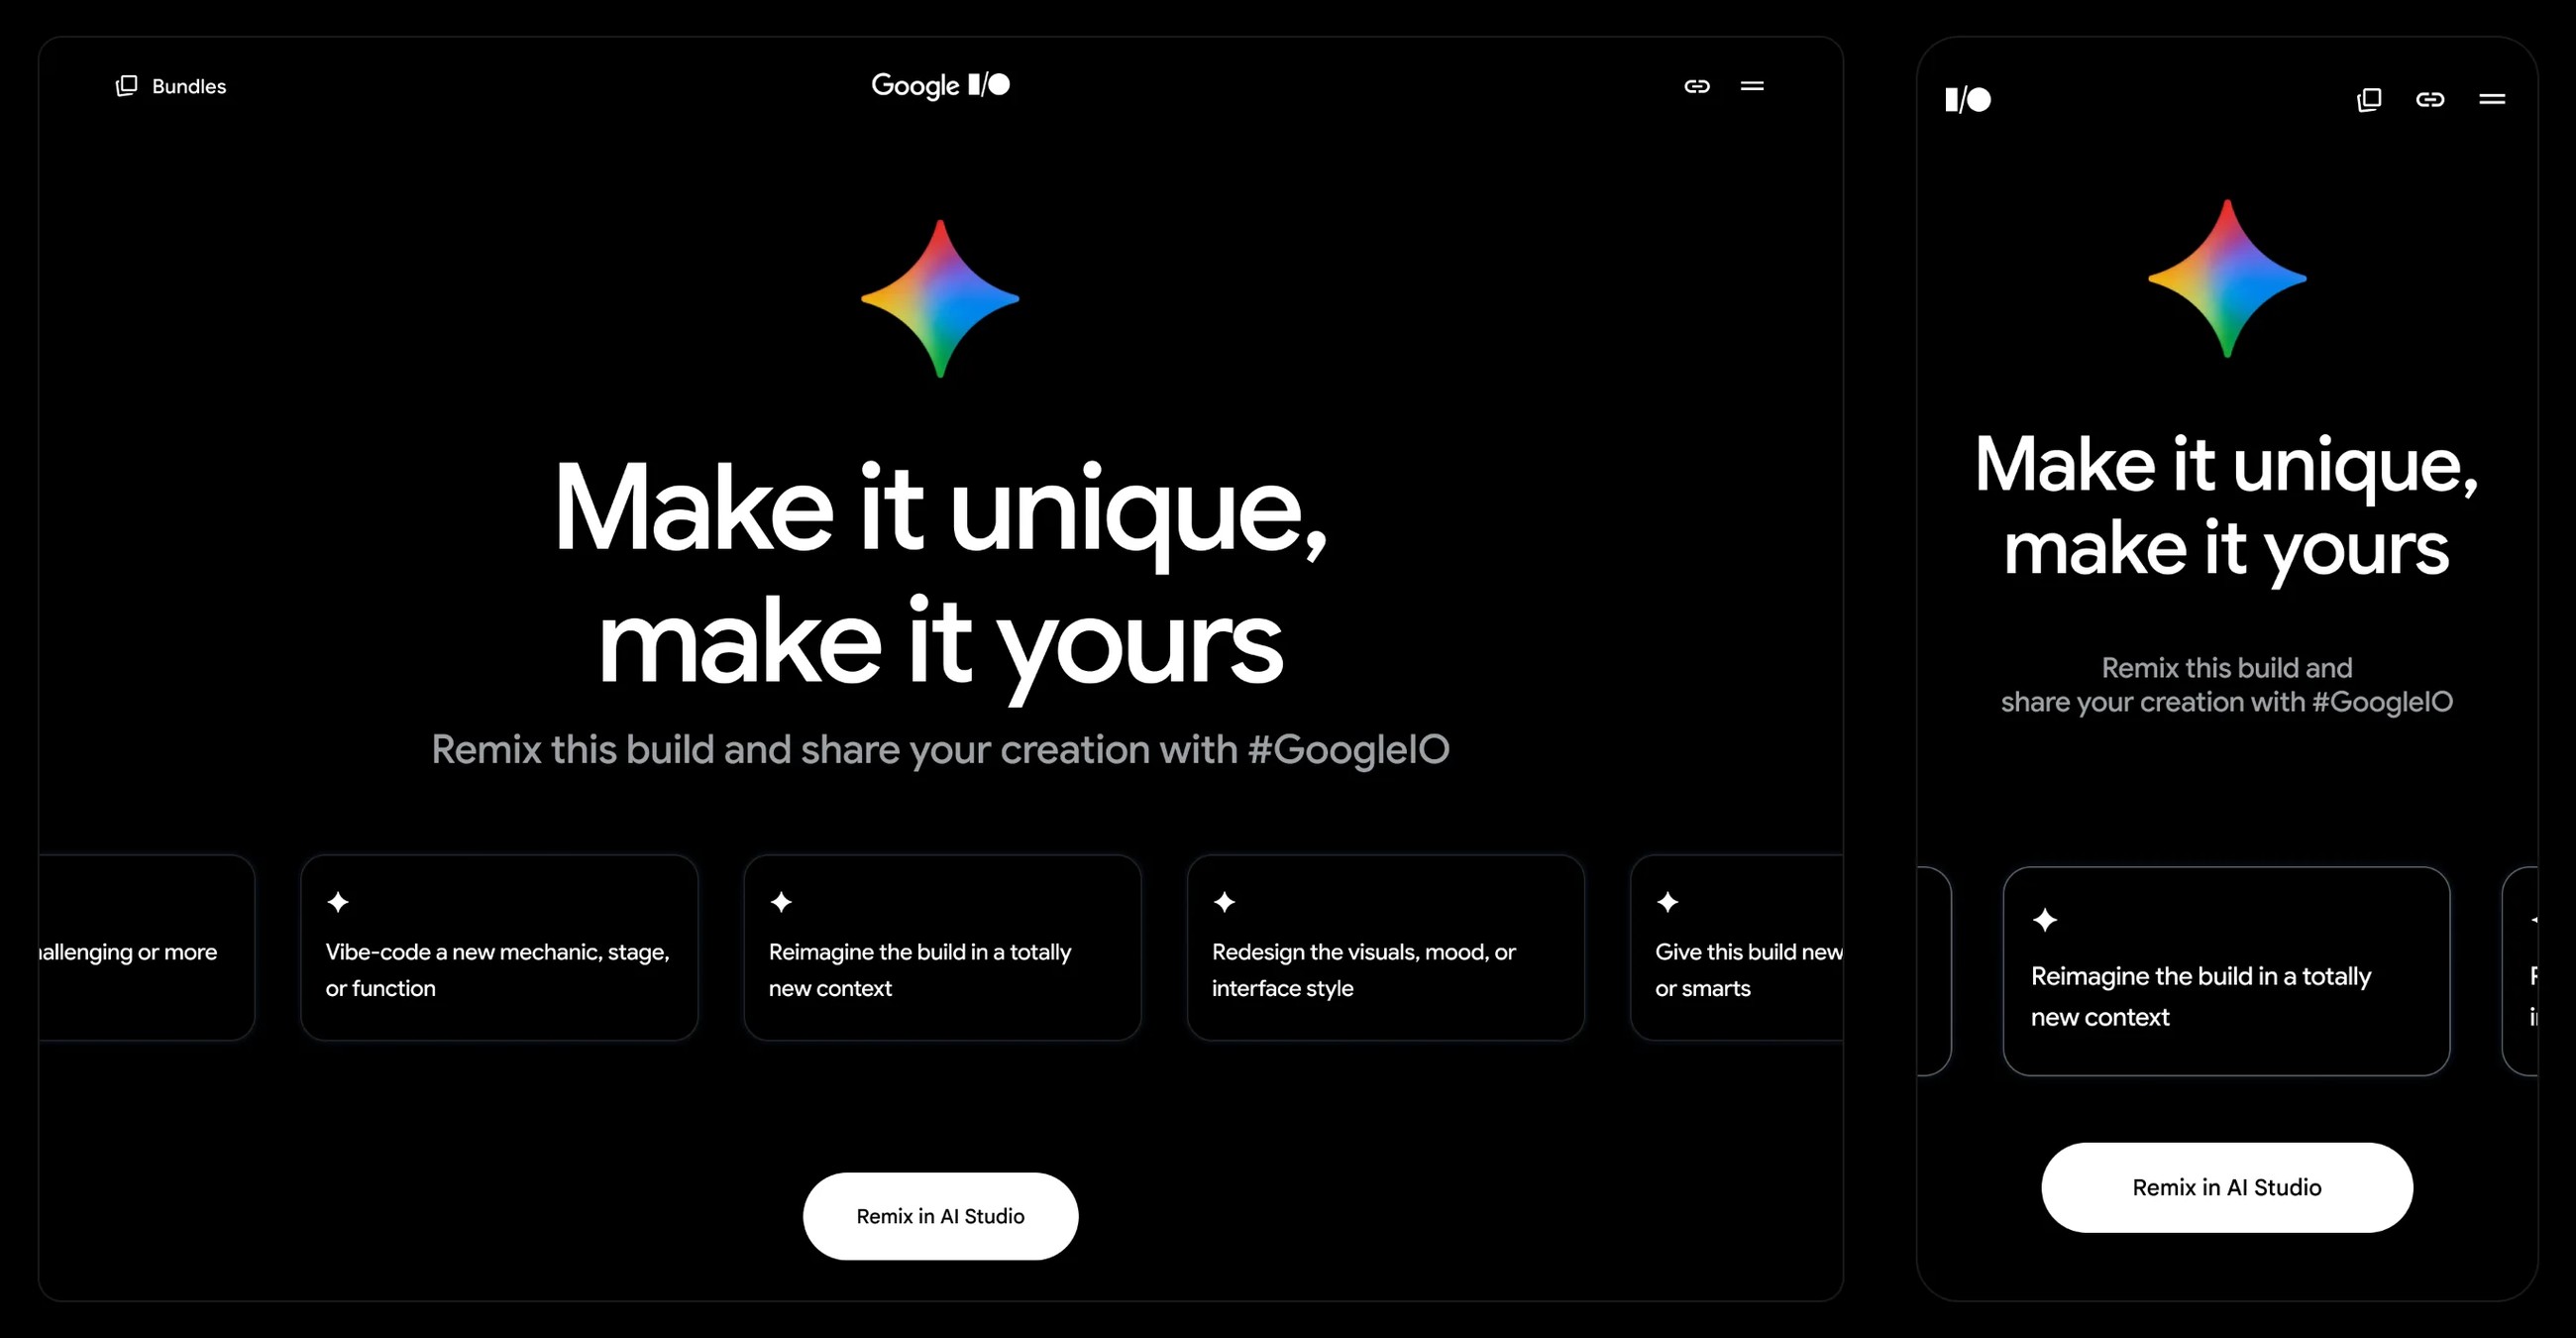 Bundles
Google I/O
Make it unique,
make it yours
Remix this build and share your creation with #GoogleIO
or more
Vibe-code a new mechanic, stage,
or function
Reimagine the build in a totally
new context
Redesign the visuals, mood, or
interface style
Give this build new
or smarts
Remix in AI Studio
I/O
Make it unique,
make it yours
Remix this build and
share your creation with #GoogleIO
Reimagine the build in a totally
new context
Remix in AI Studio